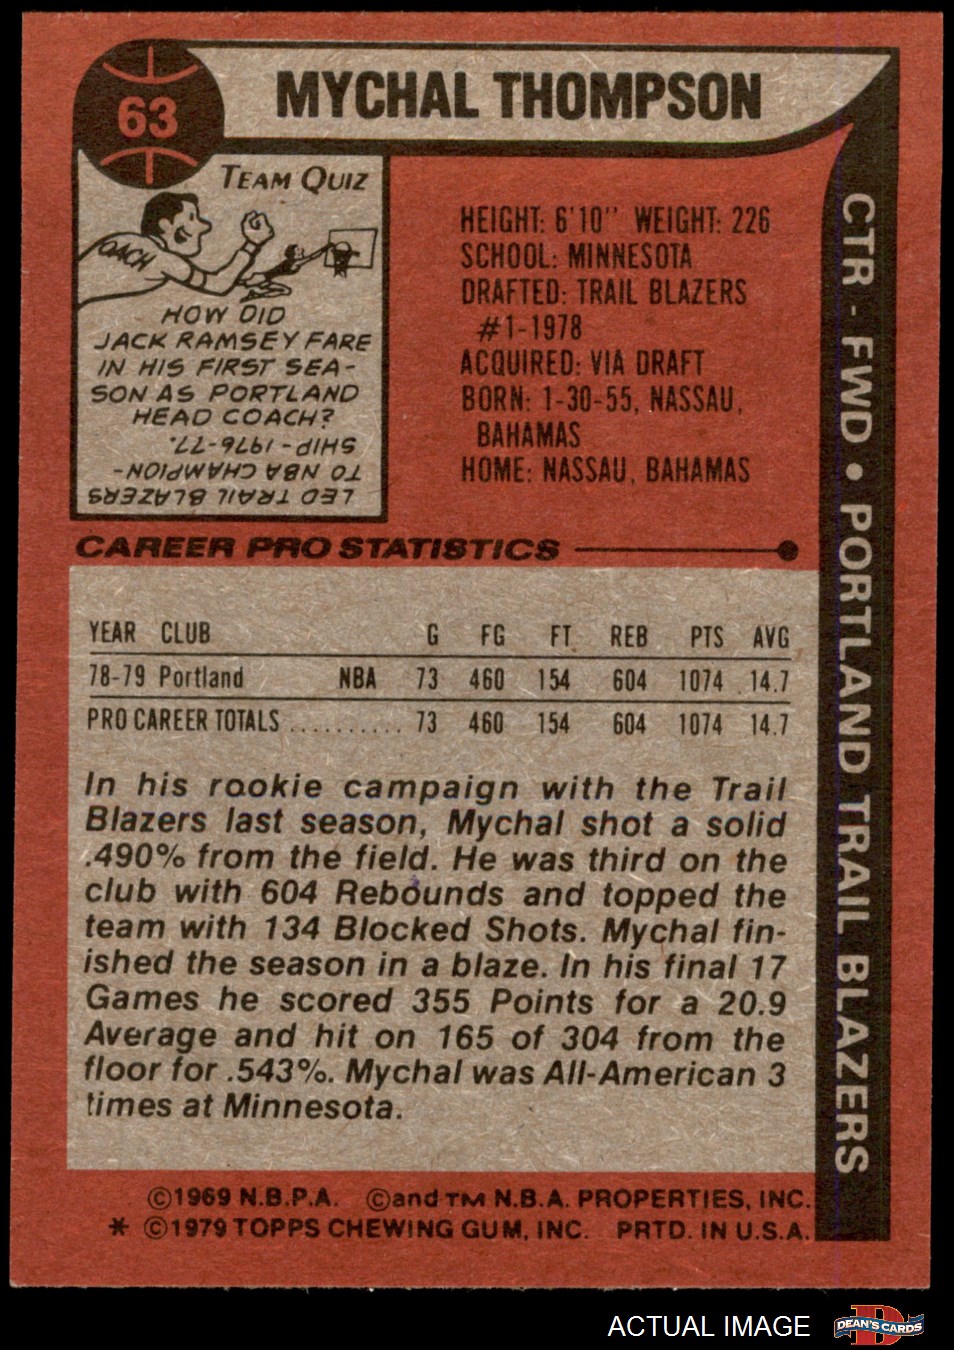 63
MYCHAL THOMPSON
TEAM QUIZ
COACH
HOW DID
JACK RAMSEY FARE
IN HIS FIRST SEA-
SON AS PORTLAND
HEAD COACH?
LED TRAIL BLAZERS
TO NBA CHAMPION-
SHIP-1976-77.
HEIGHT: 6'10" WEIGHT: 226
SCHOOL: MINNESOTA
DRAFTED: TRAIL BLAZERS
#1-1978
ACQUIRED: VIA DRAFT
BORN: 1-30-55, NASSAU,
BAHAMAS
HOME: NASSAU, BAHAMAS
CTR - FWD • PORTLAND TRAIL BLAZERS
CAREER PRO STATISTICS
YEAR CLUB G FG FT REB PTS AVG
78-79 Portland NBA 73 460 154 604 1074 14.7
PRO CAREER TOTALS .......... 73 460 154 604 1074 14.7
In his rookie campaign with the Trail
Blazers last season, Mychal shot a solid
.490% from the field. He was third on the
club with 604 Rebounds and topped the
team with 134 Blocked Shots. Mychal fin-
ished the season in a blaze. In his final 17
Games he scored 355 Points for a 20.9
Average and hit on 165 of 304 from the
floor for .543%. Mychal was All-American 3
times at Minnesota.
©1969 N.B.P.A. ©and TM N.B.A. PROPERTIES, INC.
* ©1979 TOPPS CHEWING GUM, INC. PRTD. IN U.S.A.
ACTUAL IMAGE
D
DEAN'S CARDS